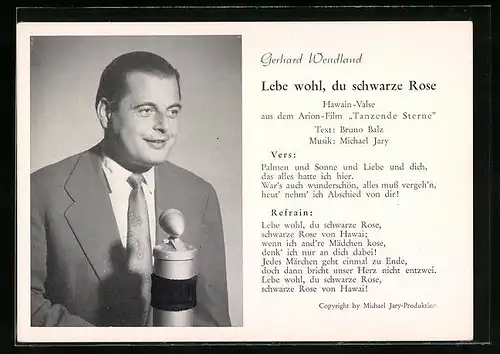 Gerhard Wendland
Lebe wohl, du schwarze Rose
Hawain-Valse
aus dem Arion-Film „Tanzende Sterne"
Text: Bruno Balz
Musik: Michael Jary
Vers:
Palmen und Sonne und Liebe und dich,
das alles hatte ich hier.
War's auch wunderschön, alles muß vergeh'n,
heut' nehm' ich Abschied von dir!
Refrain:
Lebe wohl, du schwarze Rose,
schwarze Rose von Hawai;
wenn ich and're Mädchen kose,
denk' ich nur an dich dabei!
Jedes Märchen geht einmal zu Ende,
doch dann bricht unser Herz nicht entzwei.
Lebe wohl, du schwarze Rose,
schwarze Rose von Hawai!
Copyright by Michael Jary-Produktion